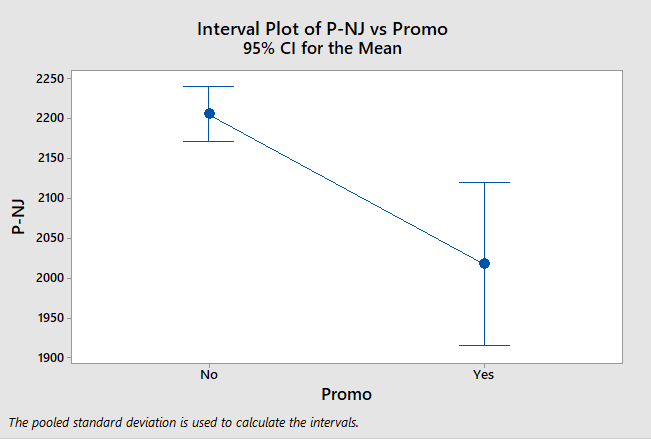 Interval Plot of P-NJ vs Promo
95% CI for the Mean
2250
2200
2150
2100
2050
2000
1950
1900
P-NJ
No Yes
Promo
The pooled standard deviation is used to calculate the intervals.